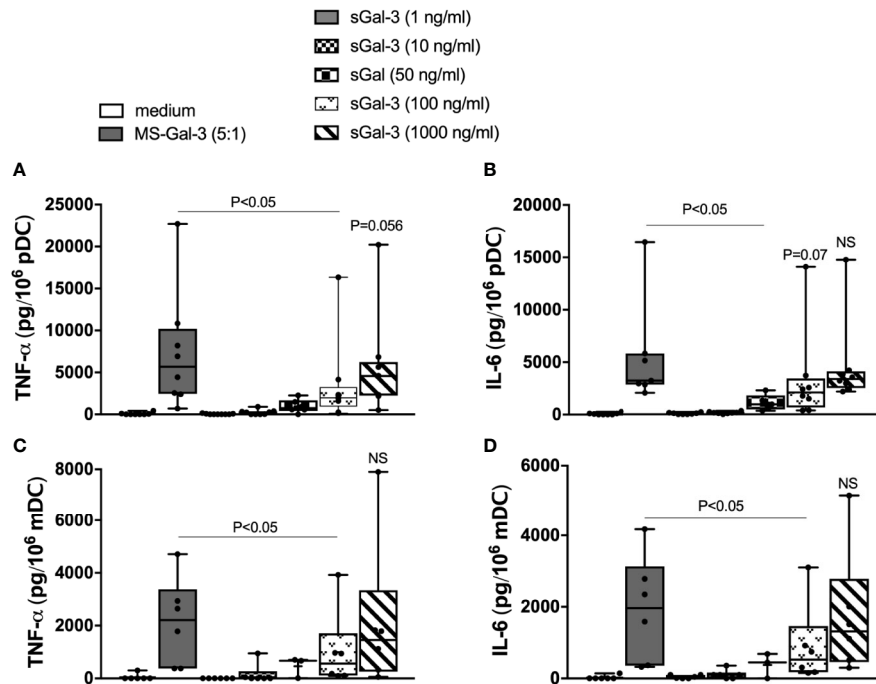 medium
MS-Gal-3 (5:1)
sGal-3 (1 ng/ml)
sGal-3 (10 ng/ml)
sGal (50 ng/ml)
sGal-3 (100 ng/ml)
sGal-3 (1000 ng/ml)
A
TNF-α (pg/10⁶ pDC)
25000
20000
15000
10000
5000
0
P<0.05
P=0.056
B
IL-6 (pg/10⁶ pDC)
20000
15000
10000
5000
0
P<0.05
P=0.07
NS
C
TNF-α (pg/10⁶ mDC)
8000
6000
4000
2000
0
P<0.05
NS
D
IL-6 (pg/10⁶ mDC)
6000
4000
2000
0
P<0.05
NS